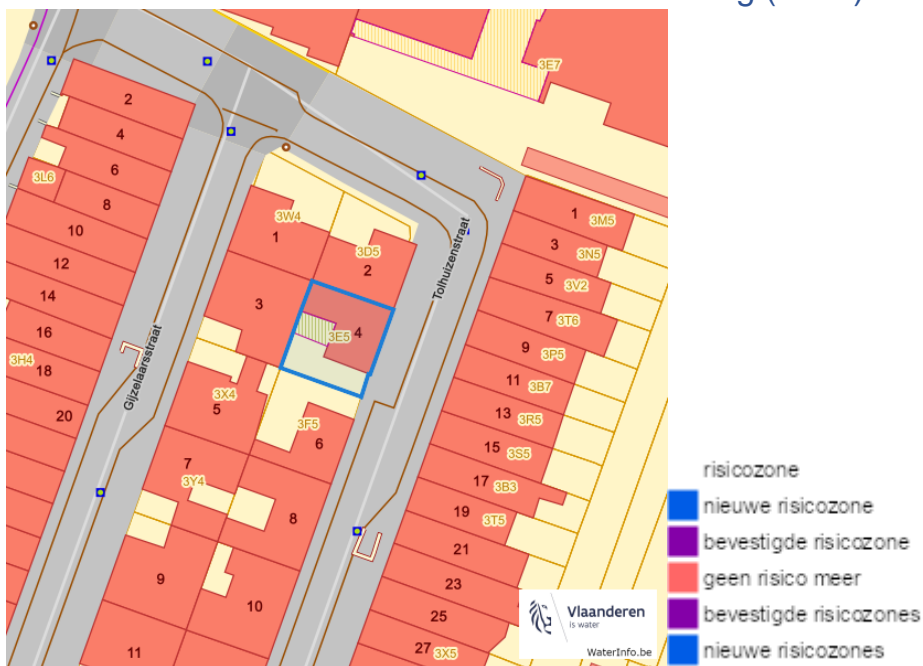 3E7
2
4
6
8
3L6
10
12
14
16
18
3H4
20
Gijzelaarsstraat
3W4
1
3D5
2
3
3E5
4
3X4
5
3F5
6
7
3Y4
8
9
10
11
Tolhuizenstraat
1
3M5
3
3N5
5
3V2
7
3T6
9
3P5
11
3B7
13
3R5
15
3S5
17
3B3
19
3T5
21
23
25
27
3X5
Vlaanderen
is water
WaterInfo.be
risicozone
nieuwe risicozone
bevestigde risicozone
geen risico meer
bevestigde risicozones
nieuwe risicozones